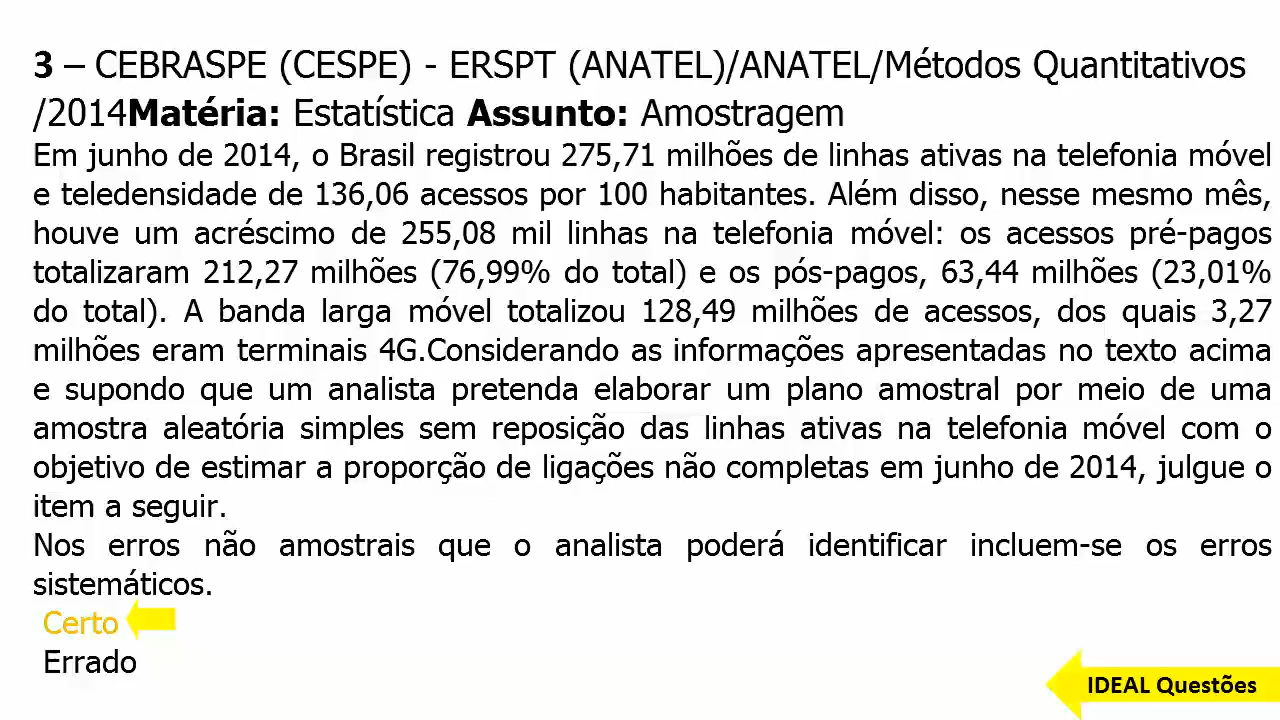 3 – CEBRASPE (CESPE) - ERSPT (ANATEL)/ANATEL/Métodos Quantitativos
/2014Matéria: Estatística Assunto: Amostragem
Em junho de 2014, o Brasil registrou 275,71 milhões de linhas ativas na telefonia móvel
e teledensidade de 136,06 acessos por 100 habitantes. Além disso, nesse mesmo mês,
houve um acréscimo de 255,08 mil linhas na telefonia móvel: os acessos pré-pagos
totalizaram 212,27 milhões (76,99% do total) e os pós-pagos, 63,44 milhões (23,01%
do total). A banda larga móvel totalizou 128,49 milhões de acessos, dos quais 3,27
milhões eram terminais 4G.Considerando as informações apresentadas no texto acima
e supondo que um analista pretenda elaborar um plano amostral por meio de uma
amostra aleatória simples sem reposição das linhas ativas na telefonia móvel com o
objetivo de estimar a proporção de ligações não completas em junho de 2014, julgue o
item a seguir.
Nos erros não amostrais que o analista poderá identificar incluem-se os erros
sistemáticos.
Certo
Errado
IDEAL Questões